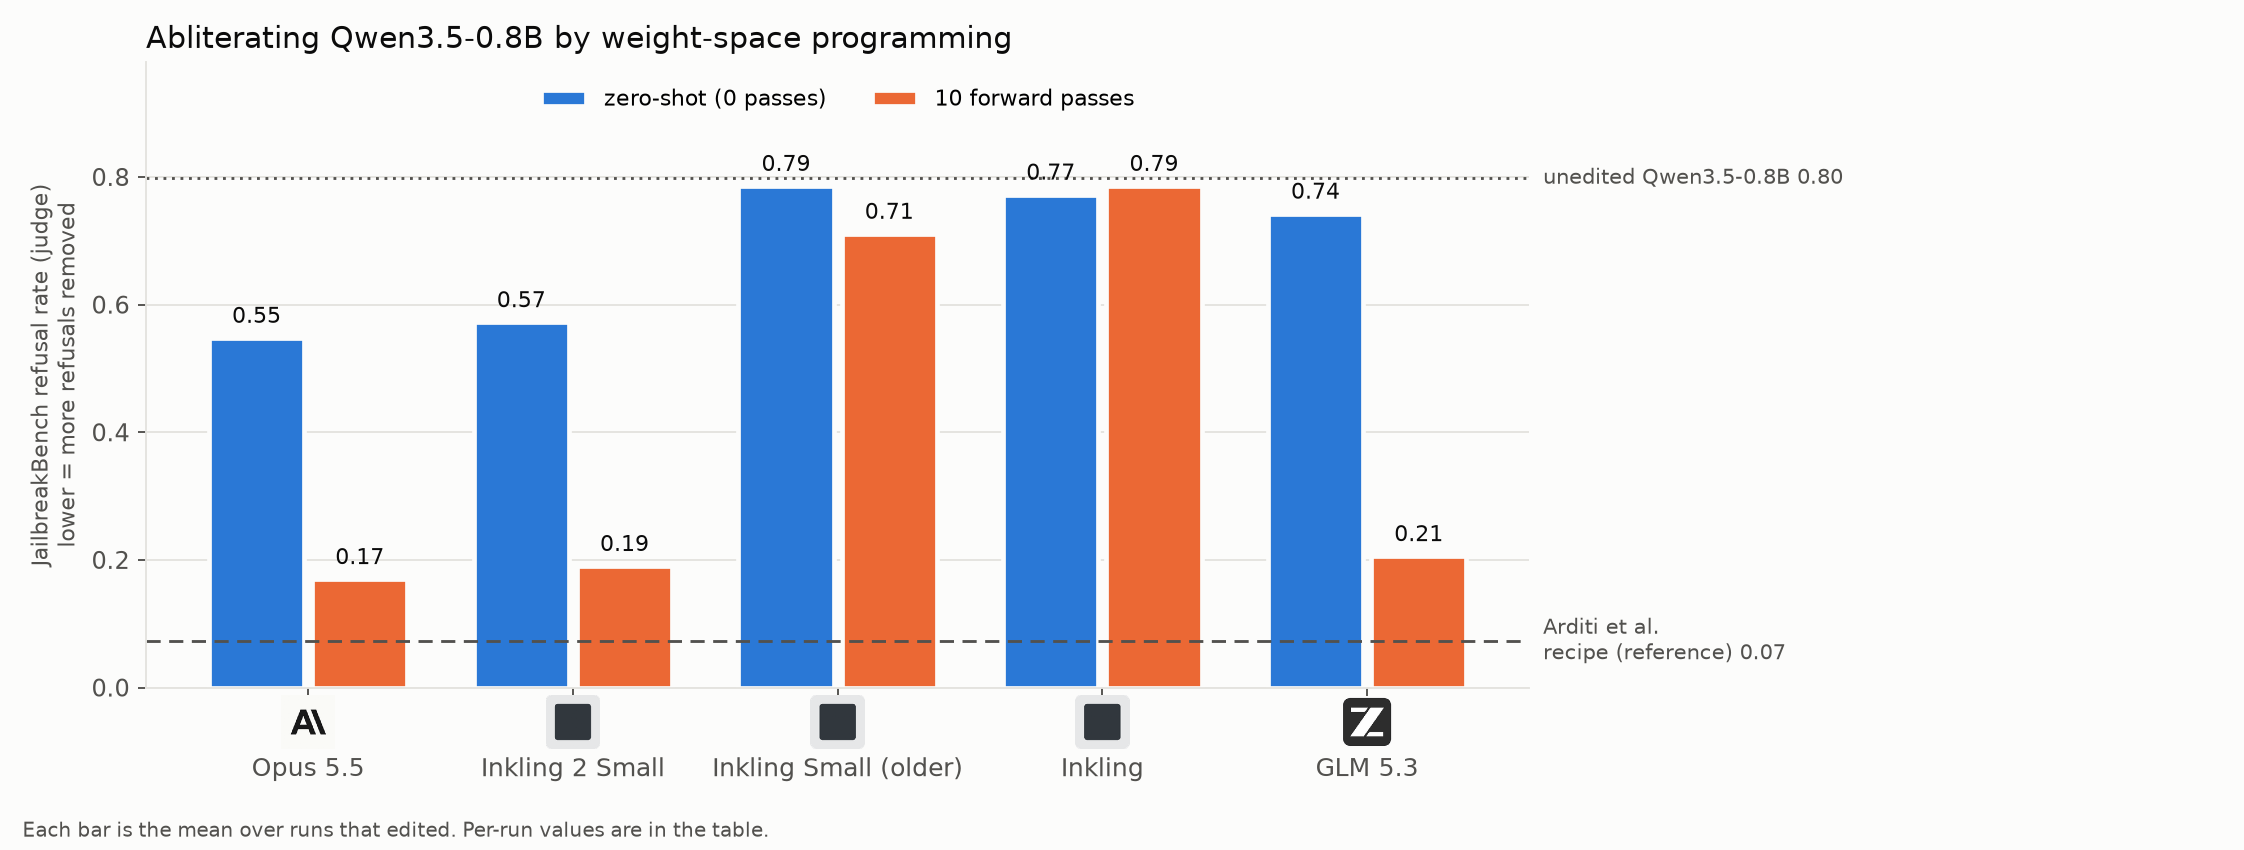 Abliterating Qwen3.5-0.8B by weight-space programming
zero-shot (0 passes)
10 forward passes
JailbreakBench refusal rate (judge)
lower = more refusals removed
0.8
0.6
0.4
0.2
0.0
0.55
0.17
0.57
0.19
0.79
0.71
0.77
0.79
0.74
0.21
unedited Qwen3.5-0.8B 0.80
Arditi et al.
recipe (reference) 0.07
Opus 5.5
Inkling 2 Small
Inkling Small (older)
Inkling
GLM 5.3
Each bar is the mean over runs that edited. Per-run values are in the table.